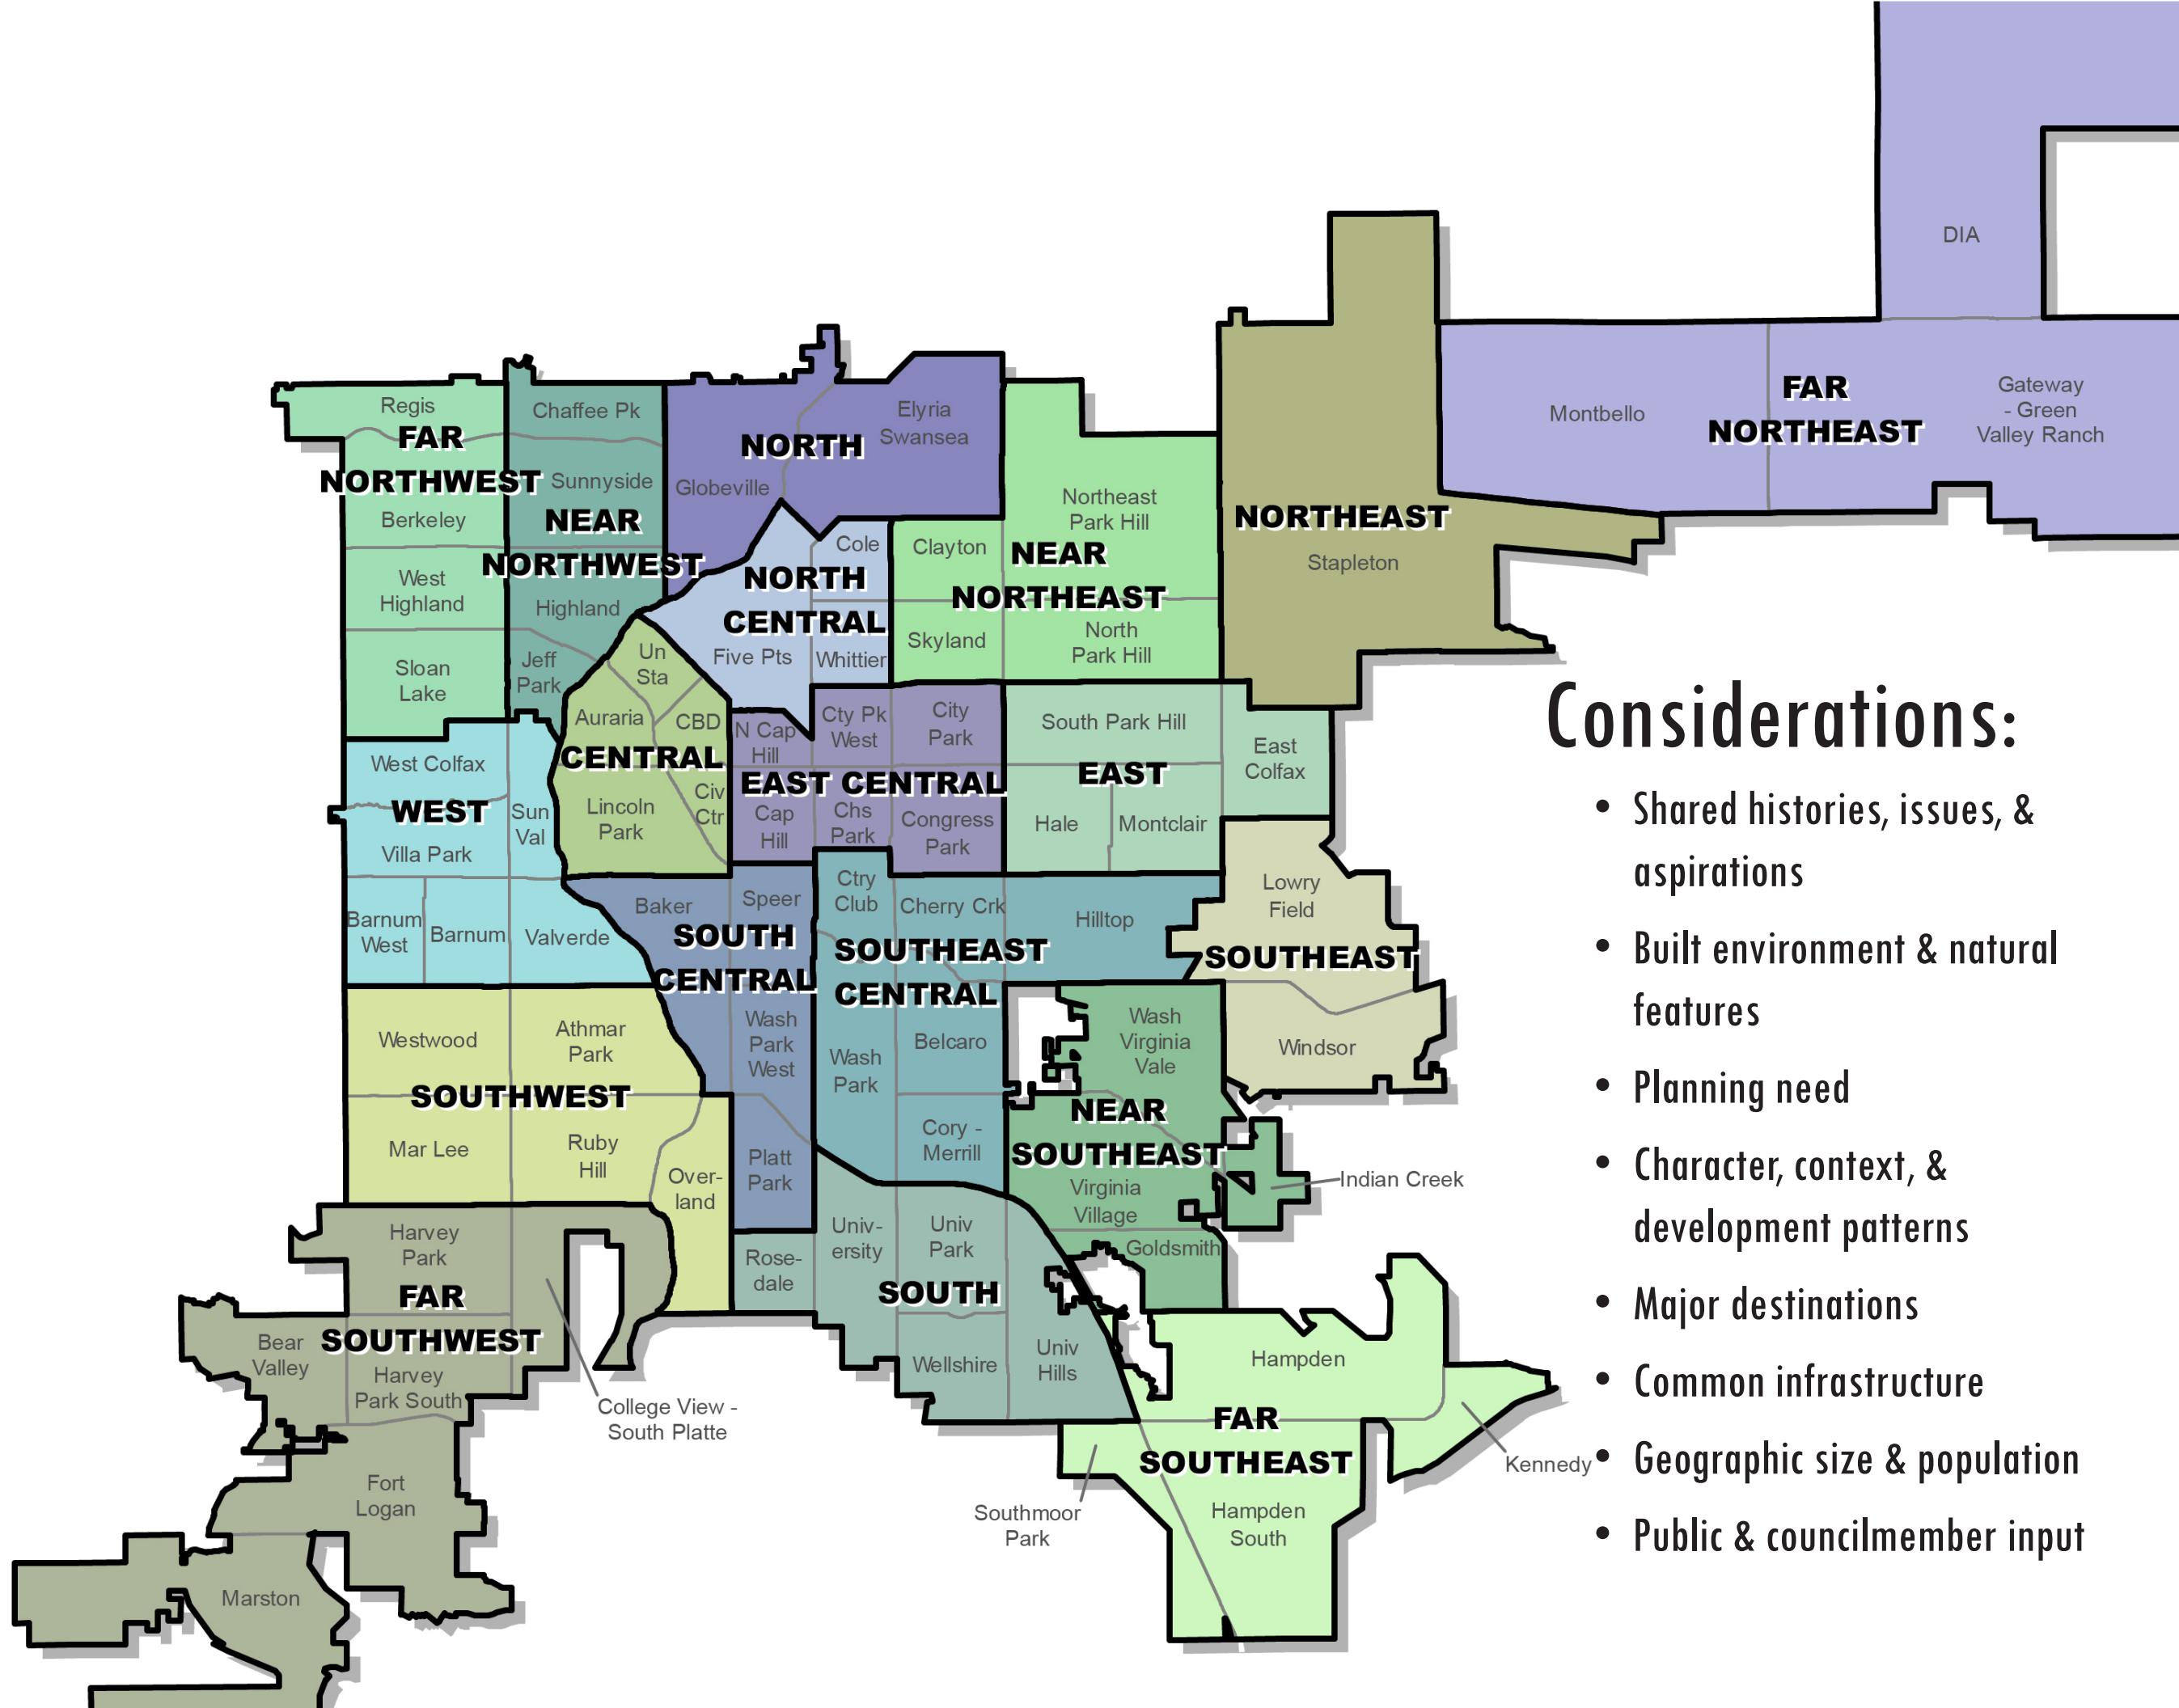 DIA
Regis
FAR
NORTHWEST
Berkeley
West
Highland
Sloan
Lake
Chaffee Pk
Sunnyside
NEAR
NORTHWEST
Highland
Jeff
Park
NORTH
Elyria
Swansea
Globeville
Cole
NORTH
CENTRAL
Five Pts
Whittier
Clayton
Northeast
Park Hill
NEAR
NORTHEAST
Skyland
North
Park Hill
NORTHEAST
Stapleton
Montbello
FAR
NORTHEAST
Gateway
- Green
Valley Ranch
Un
Sta
Auraria
CBD
CENTRAL
Lincoln
Park
Civ
Ctr
N Cap
Hill
Cty Pk
West
City
Park
EAST CENTRAL
Cap
Hill
Chs
Park
Congress
Park
South Park Hill
East
Colfax
EAST
Hale
Montclair
West Colfax
WEST
Sun
Val
Villa Park
Barnum
West
Barnum
Valverde
Baker
Speer
SOUTH
CENTRAL
Wash
Park
West
Platt
Park
Ctry
Club
Cherry Crk
Hilltop
SOUTHEAST
CENTRAL
Wash
Park
Belcaro
Cory -
Merrill
Lowry
Field
SOUTHEAST
Windsor
Wash
Virginia
Vale
NEAR
SOUTHEAST
Virginia
Village
Goldsmith
Indian Creek
Westwood
Athmar
Park
SOUTHWEST
Mar Lee
Ruby
Hill
Over-
land
Harvey
Park
FAR
SOUTHWEST
Bear
Valley
Harvey
Park South
College View -
South Platte
Fort
Logan
Marston
Rose-
dale
Univ-
ersity
Univ
Park
SOUTH
Wellshire
Univ
Hills
Hampden
FAR
SOUTHEAST
Kennedy
Southmoor
Park
Hampden
South
Considerations:
• Shared histories, issues, &
aspirations
• Built environment & natural
features
• Planning need
• Character, context, &
development patterns
• Major destinations
• Common infrastructure
• Geographic size & population
• Public & councilmember input